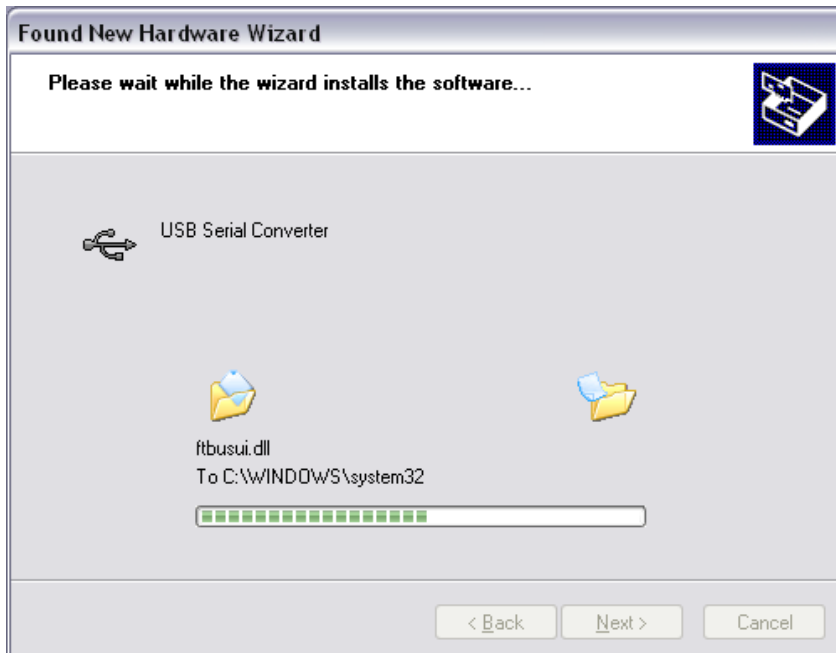 Found New Hardware Wizard
Please wait while the wizard installs the software...
USB Serial Converter
ftbusui.dll
To C:\WINDOWS\system32
< Back
Next >
Cancel